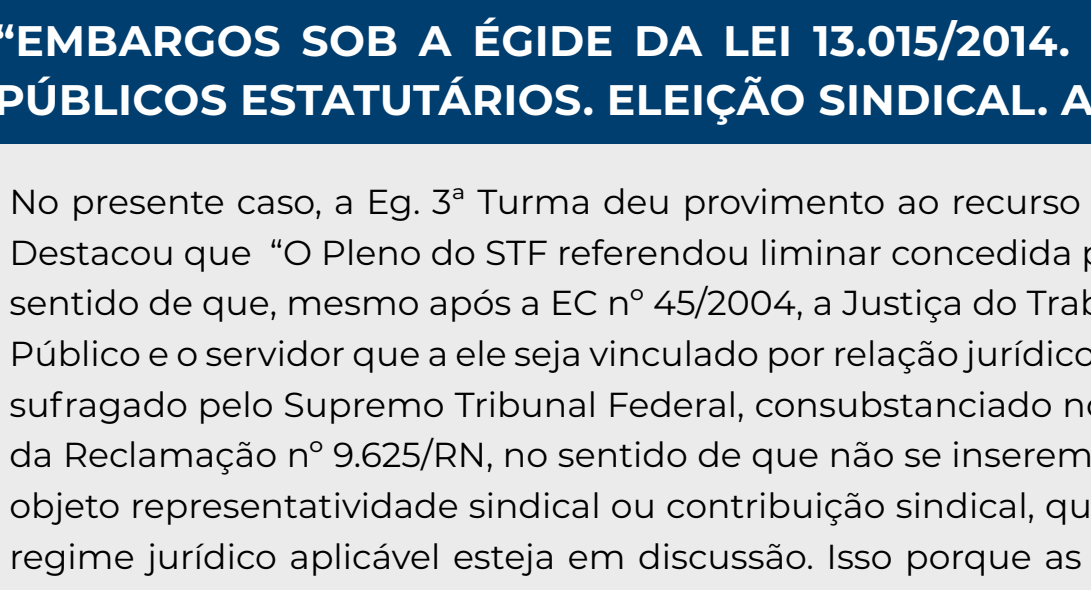 “EMBARGOS SOB A ÉGIDE DA LEI 13.015/2014.
PÚBLICOS ESTATUTÁRIOS. ELEIÇÃO SINDICAL. A
No presente caso, a Eg. 3ª Turma deu provimento ao recurso
Destacou que “O Pleno do STF referendou liminar concedida p
sentido de que, mesmo após a EC nº 45/2004, a Justiça do Trab
Público e o servidor que a ele seja vinculado por relação jurídico
sufragado pelo Supremo Tribunal Federal, consubstanciado no
da Reclamação nº 9.625/RN, no sentido de que não se inserem
objeto representatividade sindical ou contribuição sindical, qu
regime jurídico aplicável esteja em discussão. Isso porque as